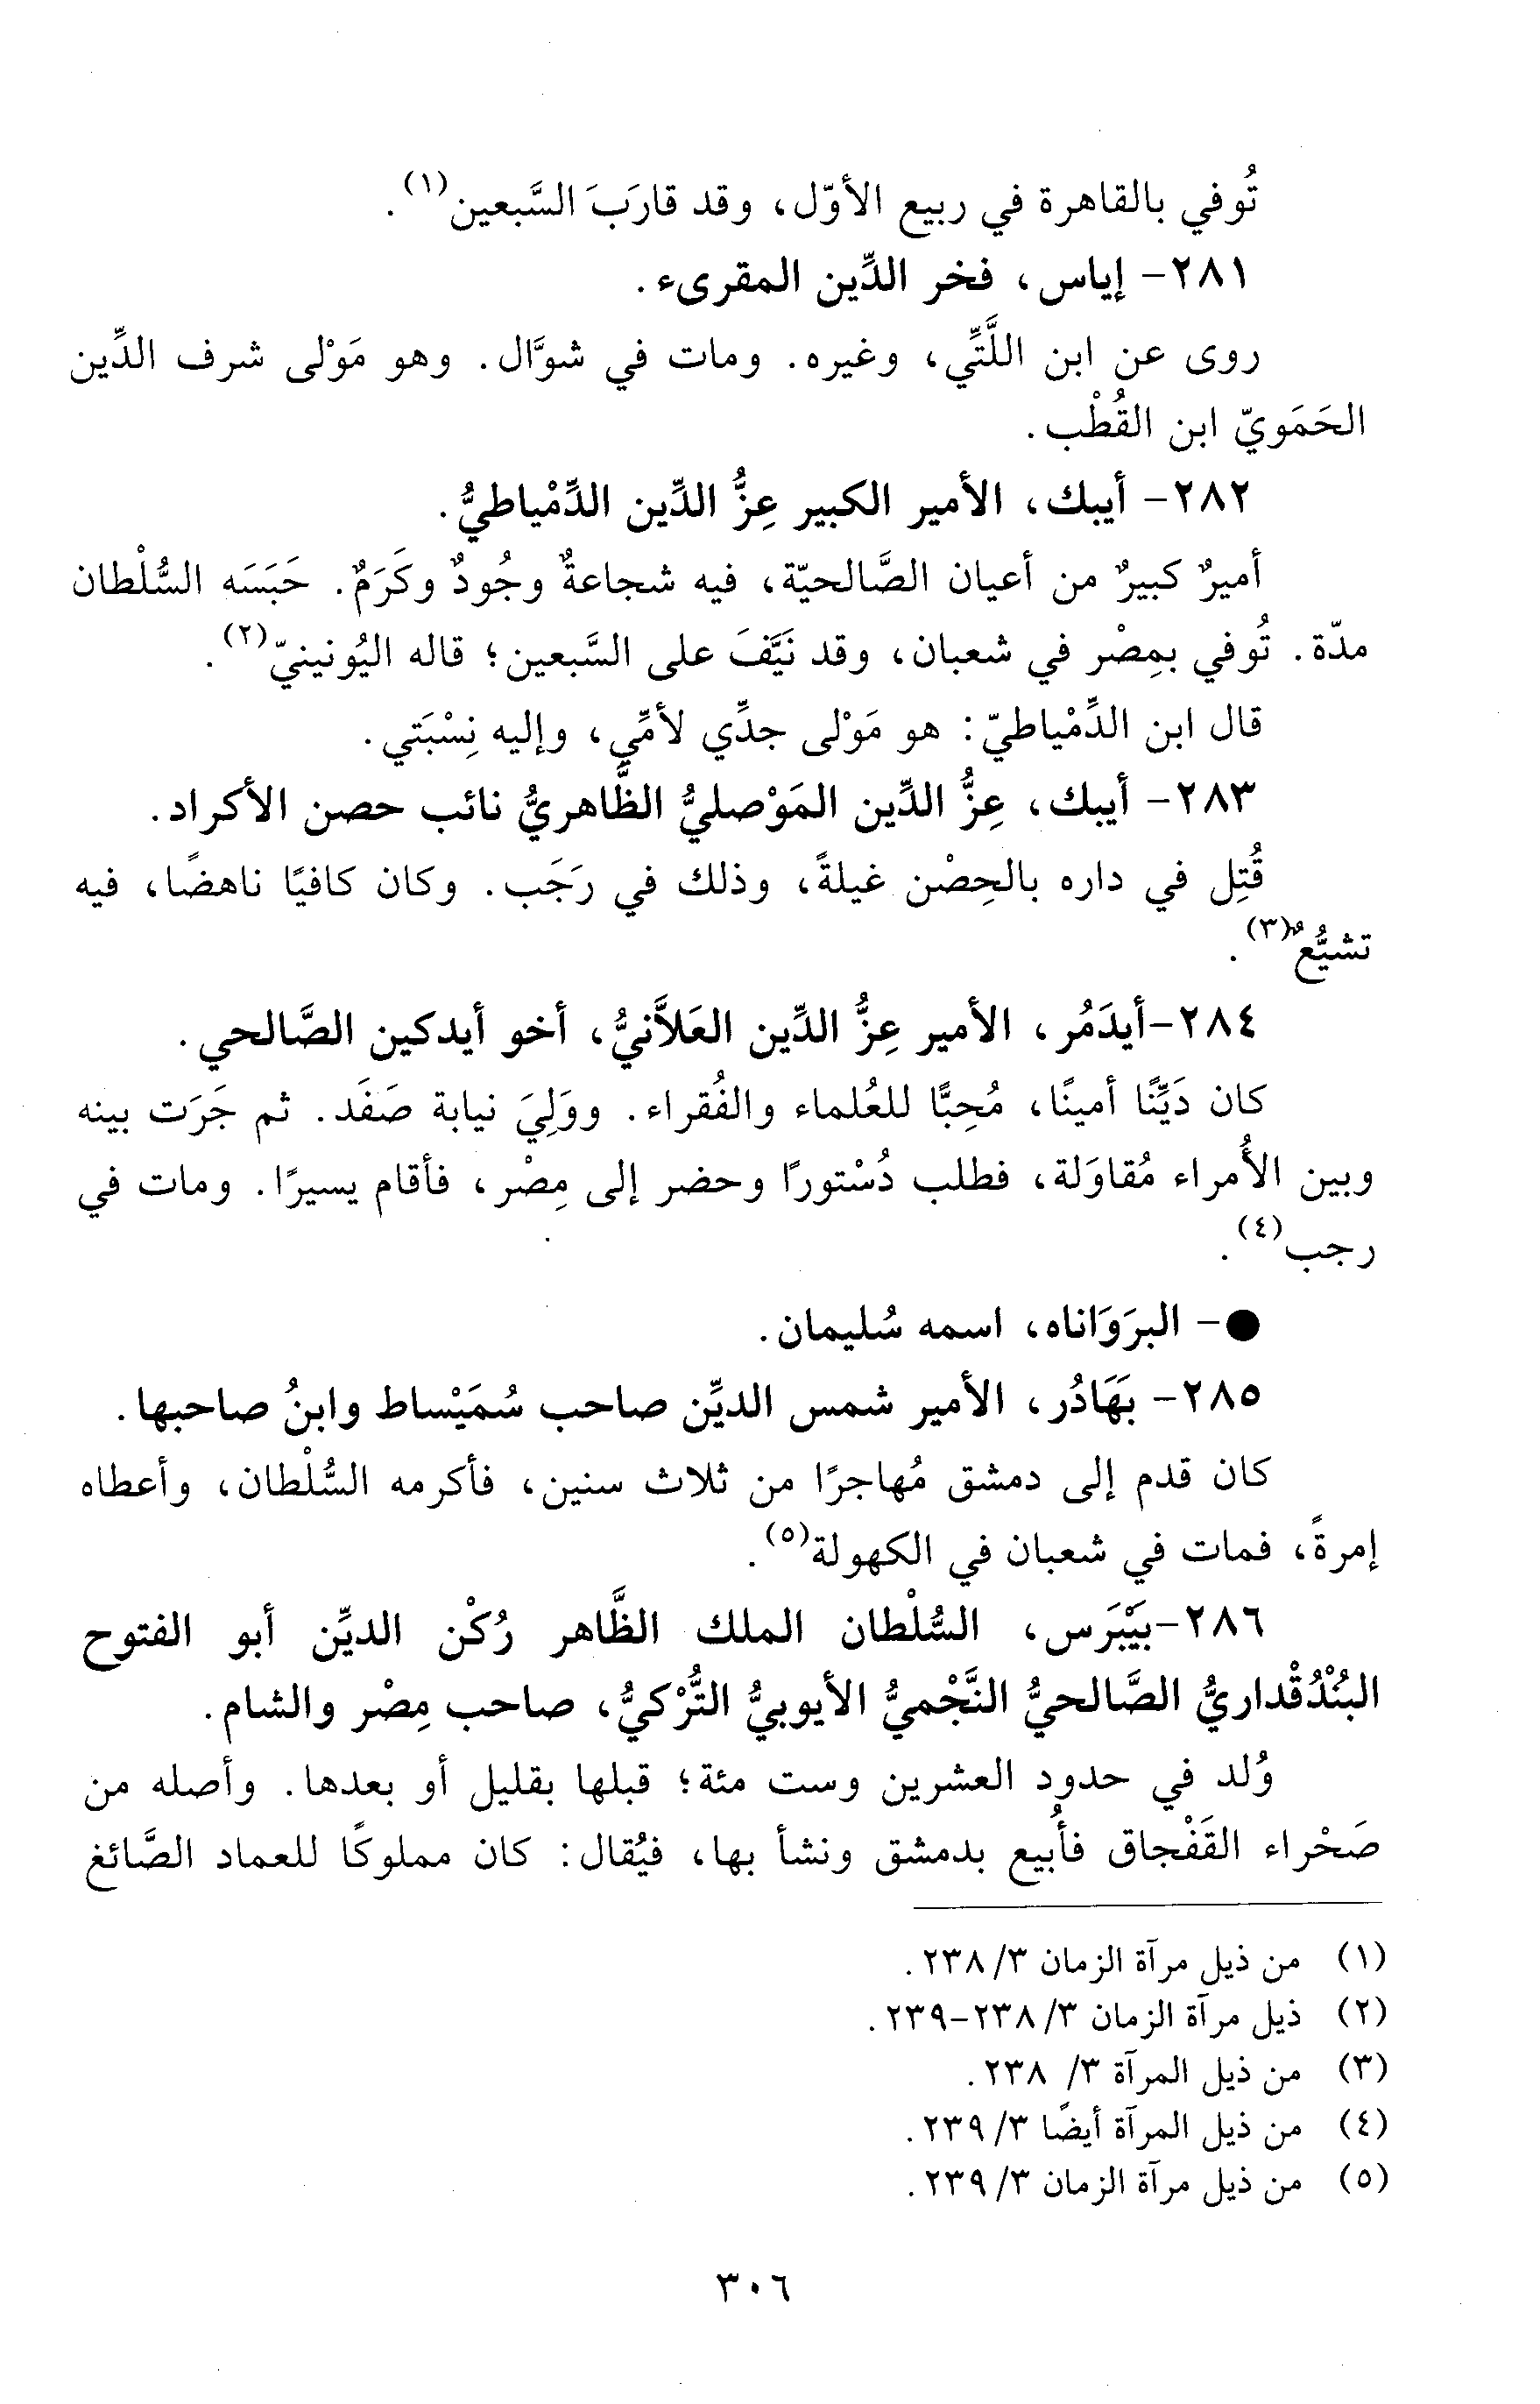 تُوفي بالقاهرة في ربيع الأوّل، وقد قارَبَ السَّبعين(١).
٢٨١- إياس، فخر الدِّين المقرىء.
روى عن ابن اللَّتِّي، وغيره. ومات في شوَّال. وهو مَوْلى شرف الدِّين
الحَمَويّ ابن القُطْب.
٢٨٢- أيبك، الأمير الكبير عِزُّ الدِّين الدِّمْياطيُّ.
أميرٌ كبيرٌ من أعيان الصَّالحيّة، فيه شجاعةٌ وجُودٌ وكَرَمٌ. حَبَسَه السُّلْطان
مدّة. تُوفي بمِصْر في شعبان، وقد نَيَّفَ على السَّبعين؛ قاله اليُونينيّ(٢).
قال ابن الدِّمْياطيّ: هو مَوْلى جدِّي لأمِّي، وإليه نِسْبَتي.
٢٨٣- أيبك، عِزُّ الدِّين المَوْصليُّ الظَّاهريُّ نائب حصن الأكراد.
قُتِل في داره بالحِصْن غيلةً، وذلك في رَجَب. وكان كافيًا ناهضًا، فيه
تشيُّعٌ(٣).
٢٨٤-أيدَمُر، الأمير عِزُّ الدِّين العَلاَّنيُّ، أخو أيدكين الصَّالحي.
كان دَيِّنًا أمينًا، مُحِبًّا للعُلماء والفُقراء. ووَلِيَ نيابة صَفَد. ثم جَرَت بينه
وبين الأُمراء مُقاوَلة، فطلب دُسْتورًا وحضر إلى مِصْر، فأقام يسيرًا. ومات في
رجب(٤).
●- البرَوَاناه، اسمه سُليمان.
٢٨٥- بَهَادُر، الأمير شمس الديِّن صاحب سُمَيْساط وابنُ صاحبها.
كان قدم إلى دمشق مُهاجرًا من ثلاث سنين، فأكرمه السُّلْطان، وأعطاه
إمرةً، فمات في شعبان في الكهولة(٥).
٢٨٦-بَيْبَرس، السُّلْطان الملك الظَّاهر رُكْن الديِّن أبو الفتوح
البُنْدُقْداريُّ الصَّالحيُّ النَّجْميُّ الأيوبيُّ التُّرْكيُّ، صاحب مِصْر والشام.
وُلد في حدود العشرين وست مئة؛ قبلها بقليل أو بعدها. وأصله من
صَحْراء القَفْجاق فأُبيع بدمشق ونشأ بها، فيُقال: كان مملوكًا للعماد الصَّائغ
(١) من ذيل مرآة الزمان ٣/ ٢٣٨.
(٢) ذيل مرآة الزمان ٣/ ٢٣٨-٢٣٩.
(٣) من ذيل المرآة ٣/ ٢٣٨.
(٤) من ذيل المرآة أيضًا ٣/ ٢٣٩.
(٥) من ذيل مرآة الزمان ٣/ ٢٣٩.
٣٠٦